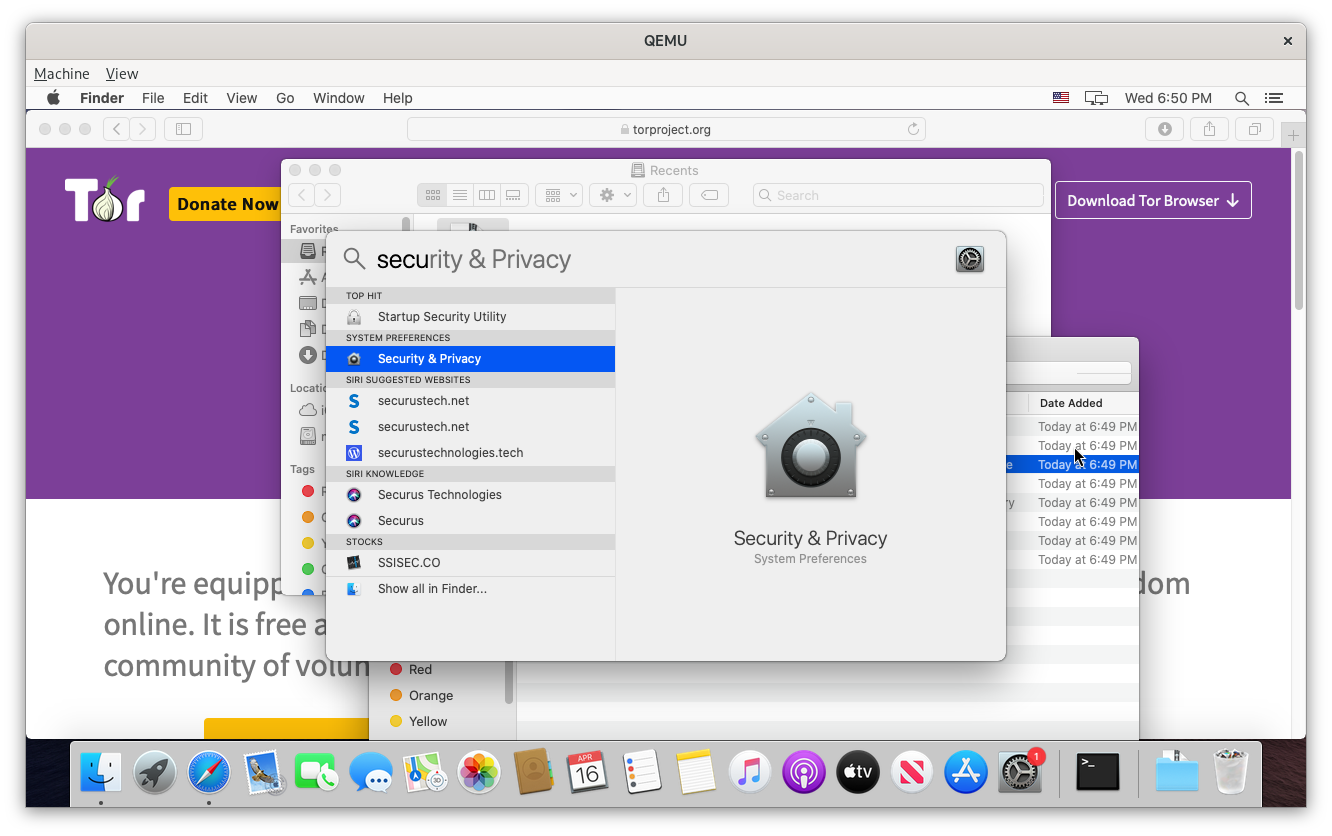 QEMU
Machine View
Finder File Edit View Go Window Help Wed 6:50 PM
torproject.org
Tor
Donate Now
Download Tor Browser ↓
Recents
Search
Favorites
secu​rity & Privacy
TOP HIT
Startup Security Utility
SYSTEM PREFERENCES
Security & Privacy
SIRI SUGGESTED WEBSITES
securustech.net
securustech.net
securustechnologies.tech
SIRI KNOWLEDGE
Securus Technologies
Securus
STOCKS
SSISEC.CO
Show all in Finder...
Security & Privacy
System Preferences
Locatio
Tags
Date Added
Today at 6:49 PM
Today at 6:49 PM
Today at 6:49 PM
Today at 6:49 PM
Today at 6:49 PM
Today at 6:49 PM
Today at 6:49 PM
Today at 6:49 PM
You're equipp dom
online. It is free a
community of volun
Red
Orange
Yellow
APR
16
3D
tv
1
>_